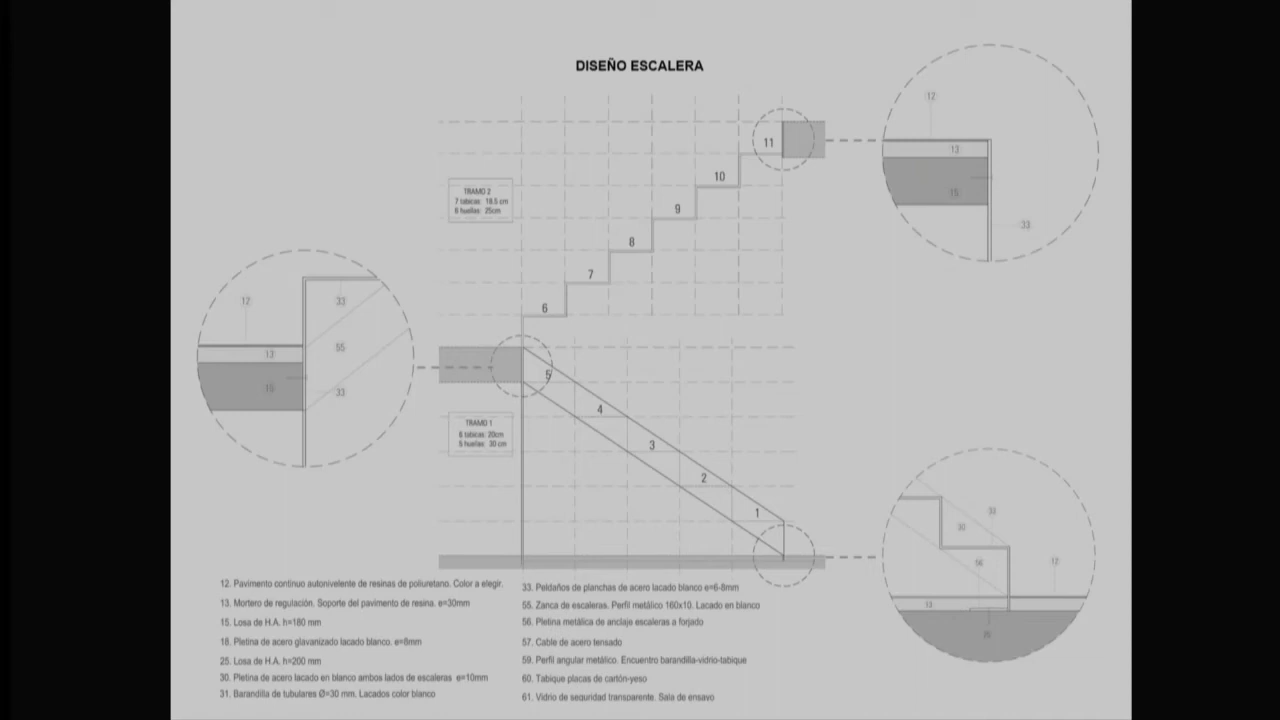 DISEÑO ESCALERA
12
13
15
33
11
10
9
8
7
6
TRAMO 2
7 tabicas: 18.5 cm
6 huellas: 25cm
12
33
13
55
15
33
5
4
3
2
1
TRAMO 1
6 tabicas: 20cm
5 huellas: 30 cm
33
30
56
12
13
25
12. Pavimento continuo autonivelente de resinas de poliuretano. Color a elegir.
13. Mortero de regulación. Soporte del pavimento de resina. e=30mm
15. Losa de H.A. h=180 mm
18. Pletina de acero glavanizado lacado blanco. e=8mm
25. Losa de H.A. h=200 mm
30. Pletina de acero lacado en blanco ambos lados de escaleras e=10mm
31. Barandilla de tubulares Ø=30 mm. Lacados color blanco
33. Peldaños de planchas de acero lacado blanco e=6-8mm
55. Zanca de escaleras. Perfil metálico 160x10. Lacado en blanco
56. Pletina metálica de anclaje escaleras a forjado
57. Cable de acero tensado
59. Perfil angular metálico. Encuentro barandilla-vidrio-tabique
60. Tabique placas de cartón-yeso
61. Vidrio de seguridad transparente. Sala de ensayo